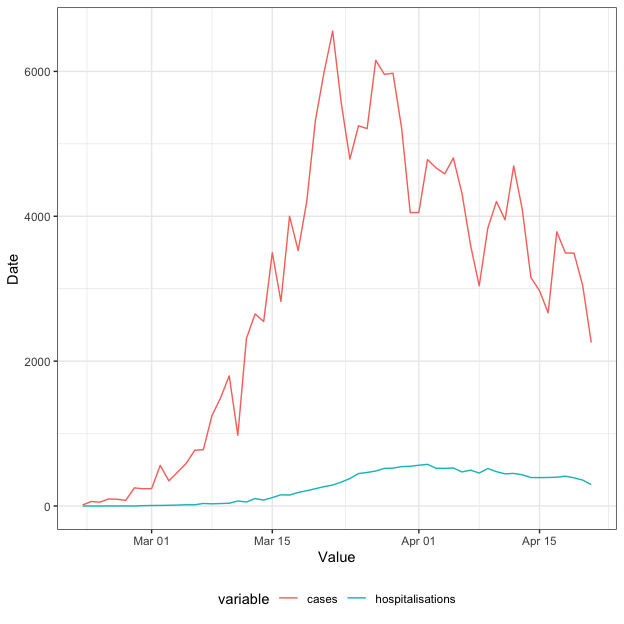 Date
6000
4000
2000
0
Mar 01 Mar 15 Apr 01 Apr 15
Value
variable cases hospitalisations